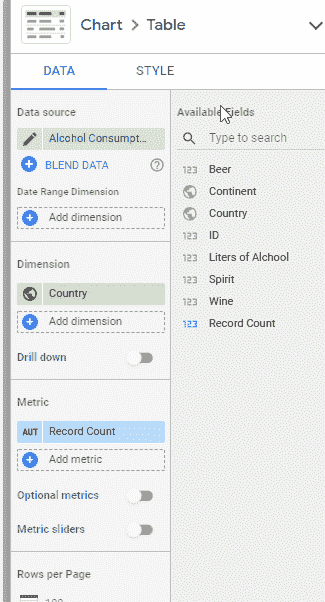 Chart > Table
DATA
STYLE
Data source
Alcohol Consumpt...
BLEND DATA
Date Range Dimension
Add dimension
Dimension
Country
Add dimension
Drill down
Metric
AUT Record Count
Add metric
Optional metrics
Metric sliders
Rows per Page
Available Fields
Type to search
123 Beer
Continent
Country
123 ID
123 Liters of Alchool
123 Spirit
123 Wine
123 Record Count